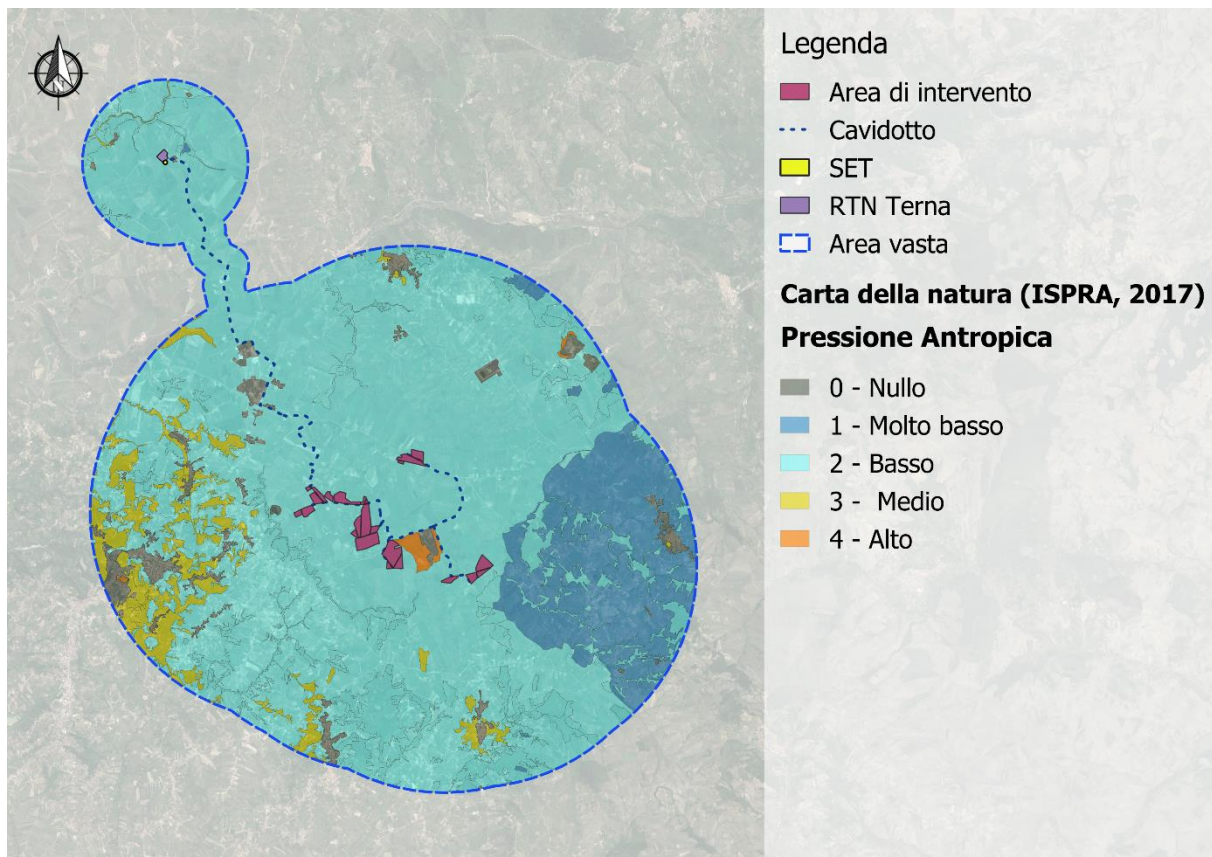 Legenda
Area di intervento
Cavidotto
SET
RTN Terna
Area vasta
Carta della natura (ISPRA, 2017)
Pressione Antropica
0 - Nullo
1 - Molto basso
2 - Basso
3 - Medio
4 - Alto